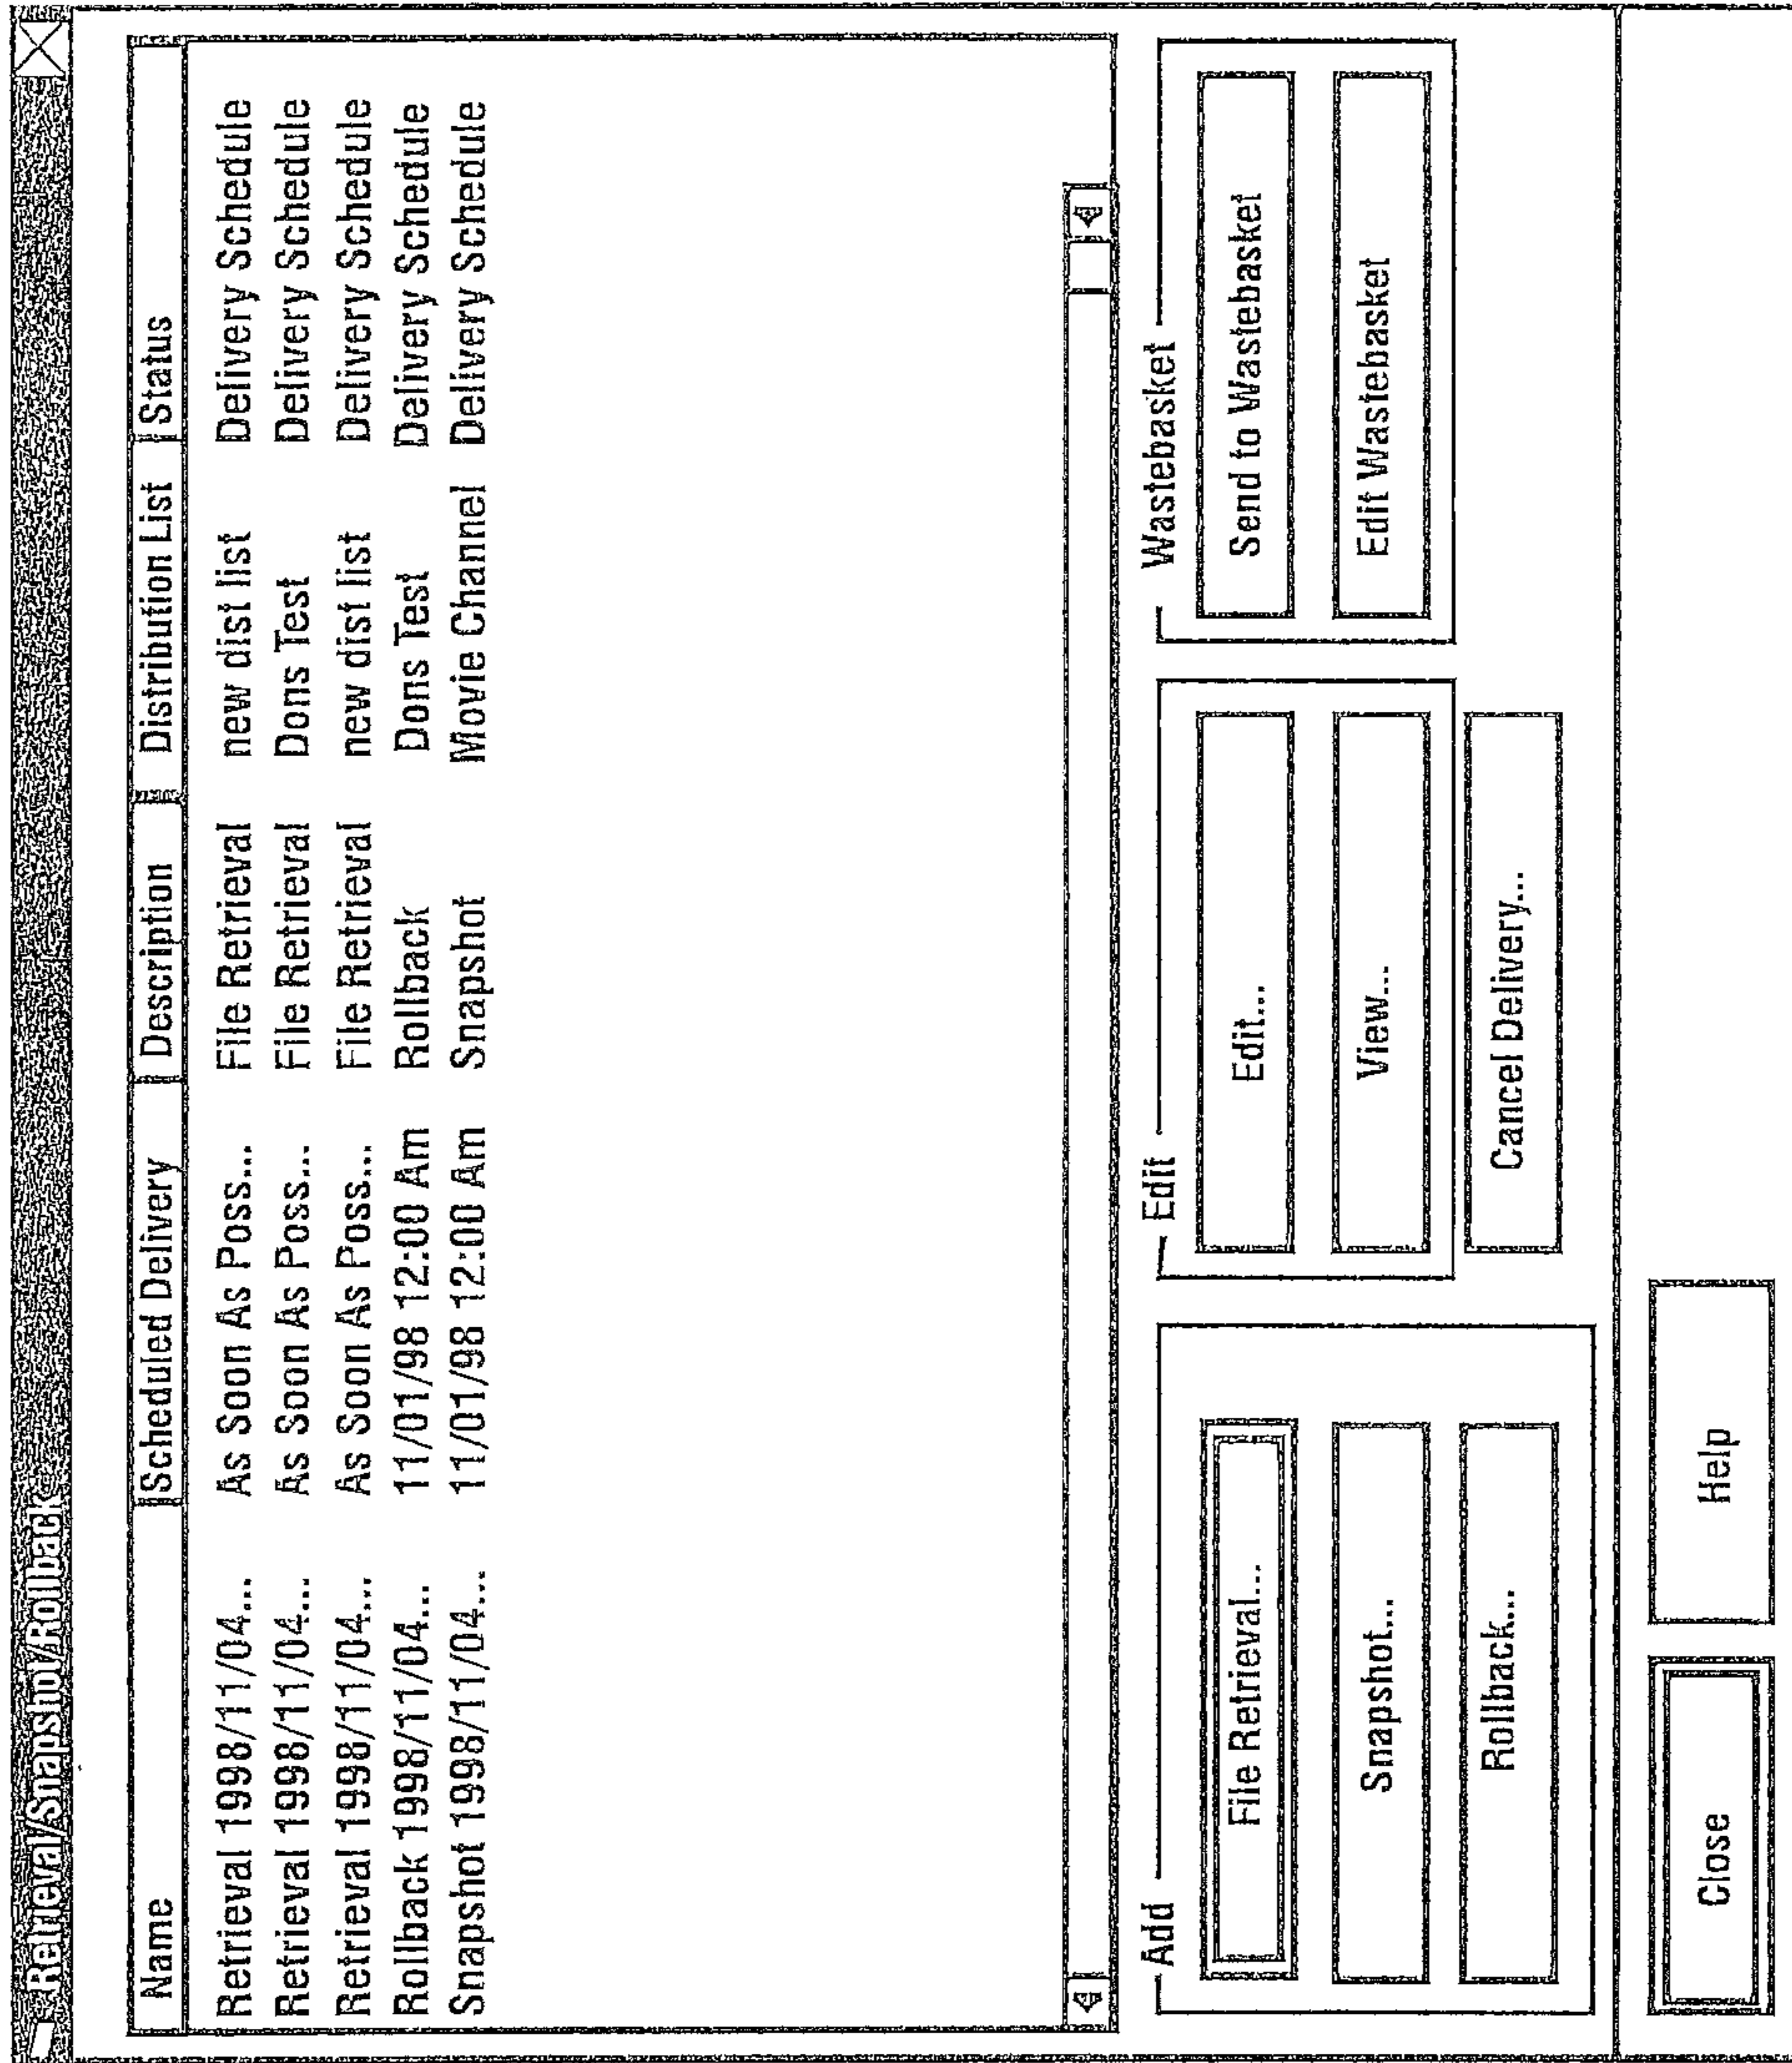 Retrieval/Snapshot/Rollback
Name Scheduled Delivery Description Distribution List Status
Retrieval 1998/11/04... As Soon As Poss... File Retrieval new dist list Delivery Schedule
Retrieval 1998/11/04... As Soon As Poss... File Retrieval Dons Test Delivery Schedule
Retrieval 1998/11/04... As Soon As Poss... File Retrieval new dist list Delivery Schedule
Rollback 1998/11/04... 11/01/98 12:00 Am Rollback Dons Test Delivery Schedule
Snapshot 1998/11/04... 11/01/98 12:00 Am Snapshot Movie Channel Delivery Schedule
Add Edit Wastebasket
File Retrieval... Edit... Send to Wastebasket
Snapshot... View... Edit Wastebasket
Rollback... Cancel Delivery...
Close Help